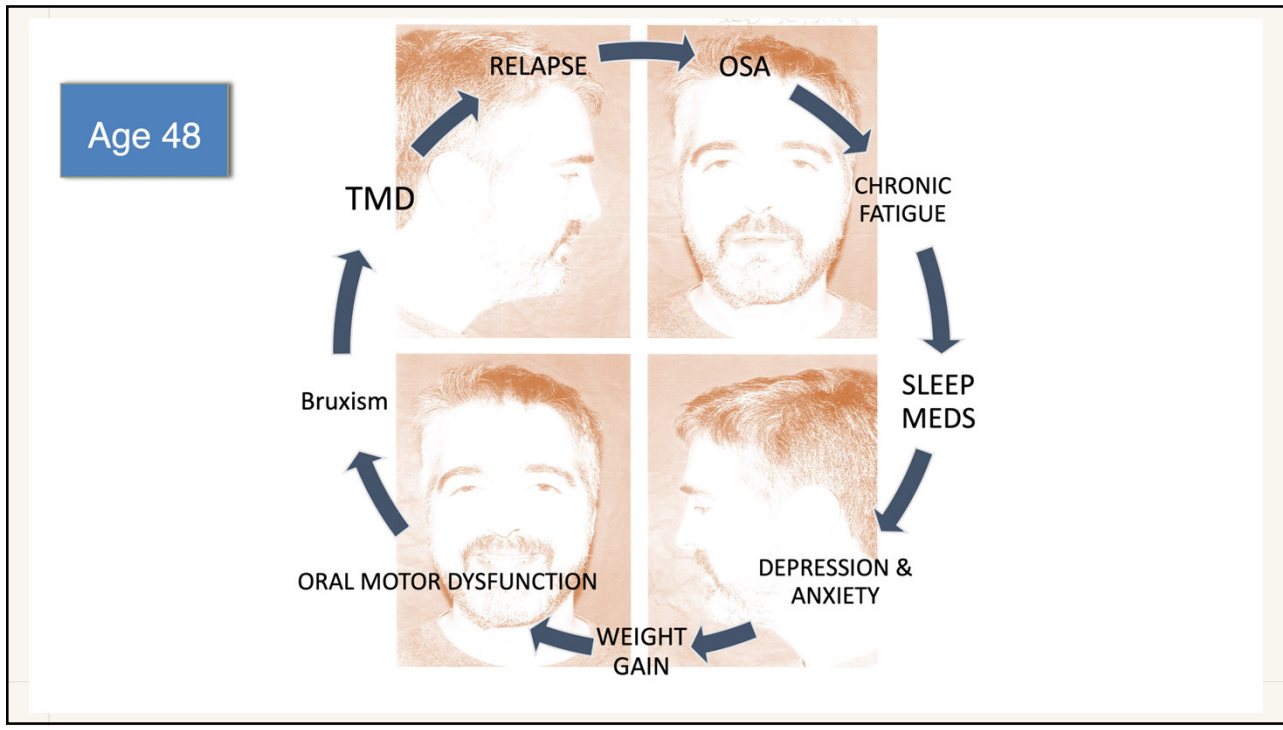 Age 48
RELAPSE
OSA
CHRONIC
FATIGUE
SLEEP
MEDS
DEPRESSION &
ANXIETY
WEIGHT
GAIN
ORAL MOTOR DYSFUNCTION
Bruxism
TMD